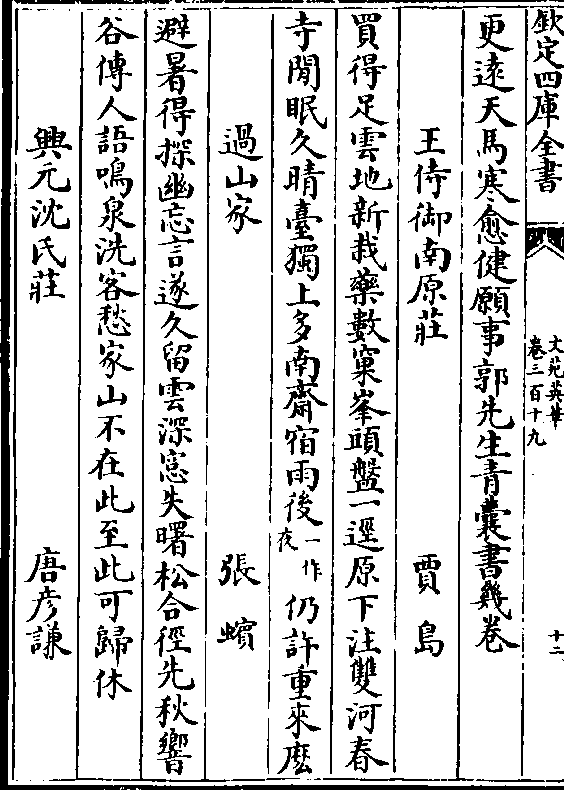 欽定四庫全書
文苑英華
卷三百十九
十二
更遠天馬寒愈健願事郭先生青囊書幾卷
王侍御南原莊
賈島
買得足雲地新栽藥數窠峯頭盤一逕原下注雙河春
寺閒眠久晴臺獨上多南齋宿雨後一作夜仍許重來麽
過山家
張蠙
避暑得探幽忘言遂久留雲深窓失曙松合徑先秋響
谷傳人語鳴泉洗客愁家山不在此至此可歸休
興元沈氏莊
唐彦謙